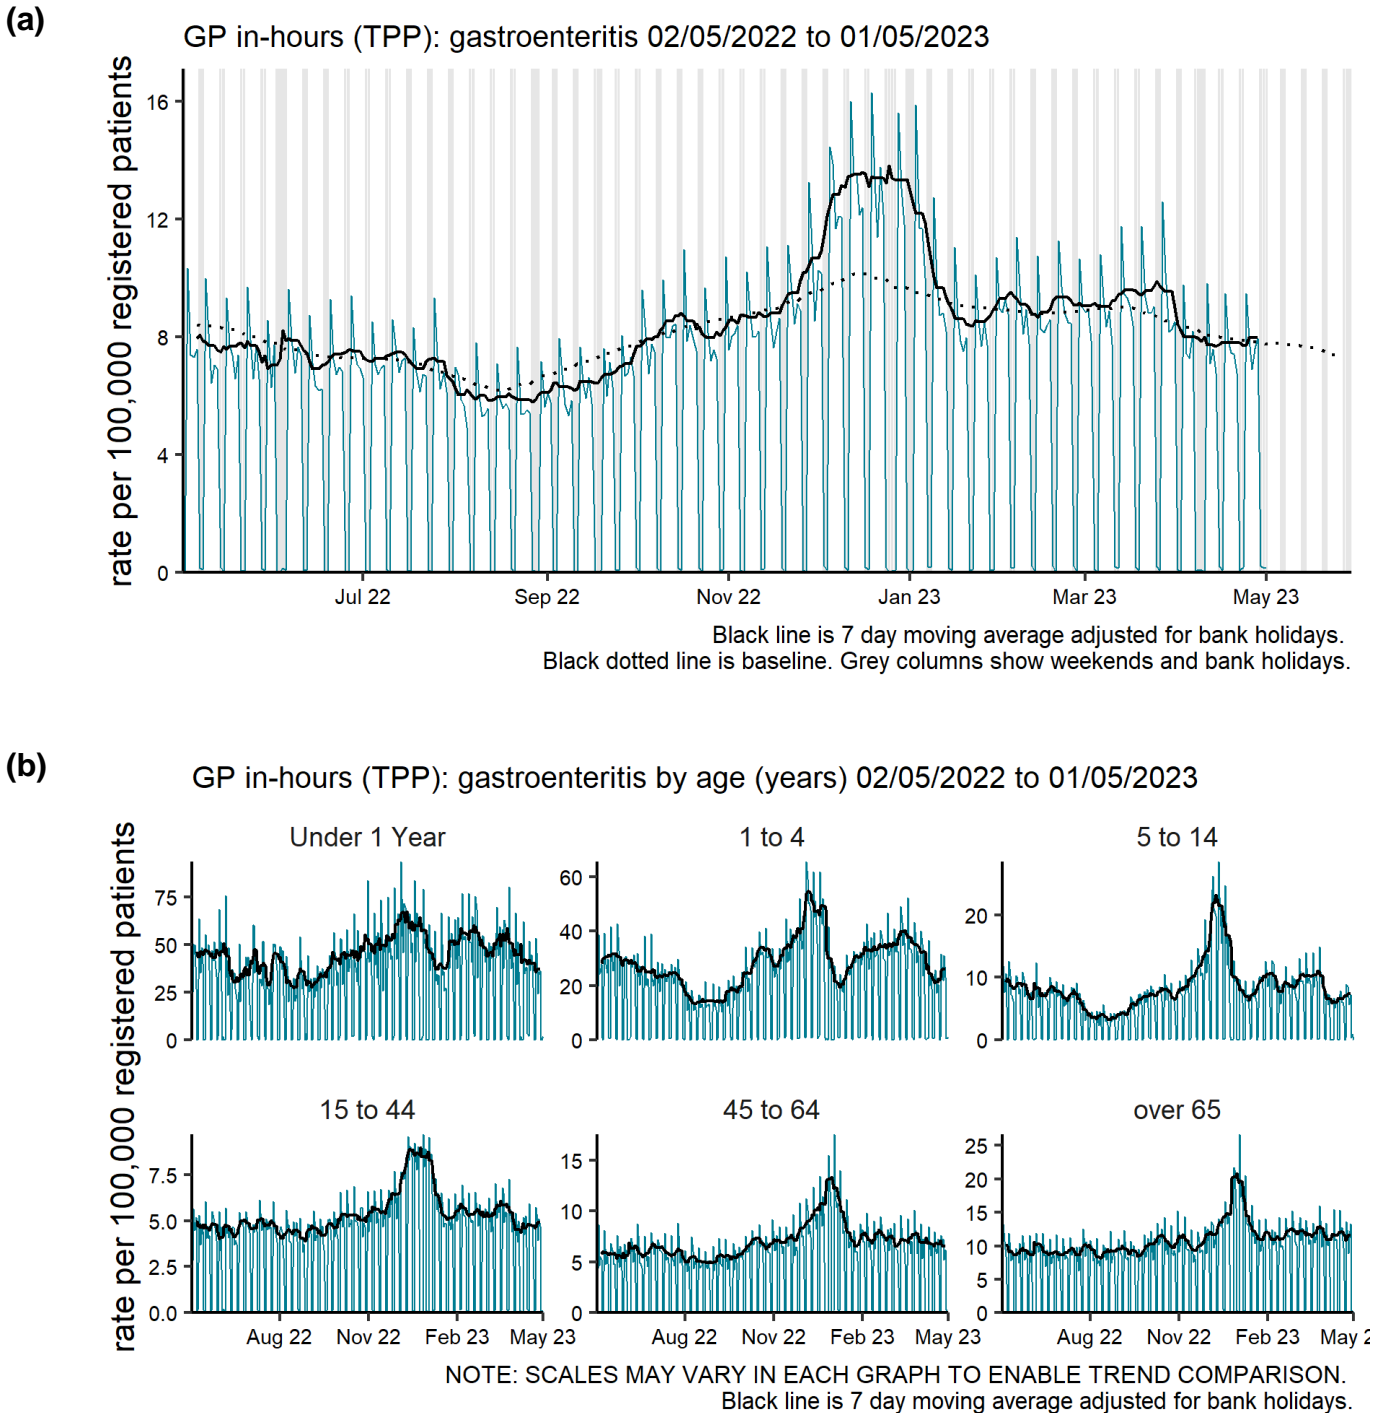 (a)
GP in-hours (TPP): gastroenteritis 02/05/2022 to 01/05/2023
rate per 100,000 registered patients
16
12
8
4
0
Jul 22 Sep 22 Nov 22 Jan 23 Mar 23 May 23
Black line is 7 day moving average adjusted for bank holidays.
Black dotted line is baseline. Grey columns show weekends and bank holidays.
(b)
GP in-hours (TPP): gastroenteritis by age (years) 02/05/2022 to 01/05/2023
rate per 100,000 registered patients
Under 1 Year
75
50
25
0
1 to 4
60
40
20
0
5 to 14
20
10
0
15 to 44
7.5
5.0
2.5
0.0
Aug 22 Nov 22 Feb 23 May 23
45 to 64
15
10
5
0
Aug 22 Nov 22 Feb 23 May 23
over 65
25
20
15
10
5
0
Aug 22 Nov 22 Feb 23 May 2
NOTE: SCALES MAY VARY IN EACH GRAPH TO ENABLE TREND COMPARISON.
Black line is 7 day moving average adjusted for bank holidays.